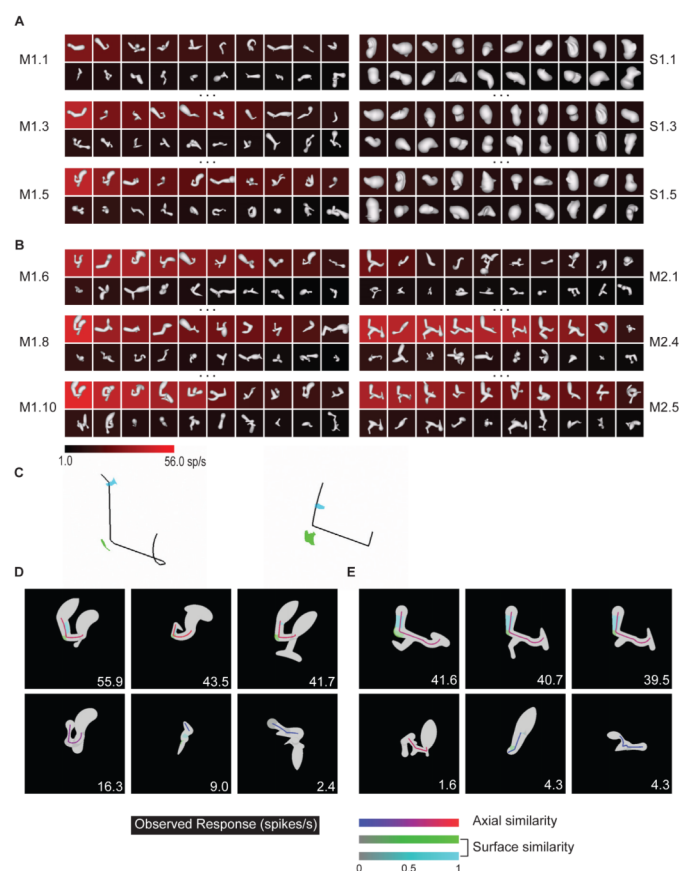 A
M1.1
S1.1
M1.3
S1.3
M1.5
S1.5
B
M1.6
M2.1
M1.8
M2.4
M1.10
M2.5
1.0
56.0 sp/s
C
D
E
55.9
43.5
41.7
41.6
40.7
39.5
16.3
9.0
2.4
1.6
4.3
4.3
Observed Response (spikes/s)
Axial similarity
Surface similarity
0
0.5
1